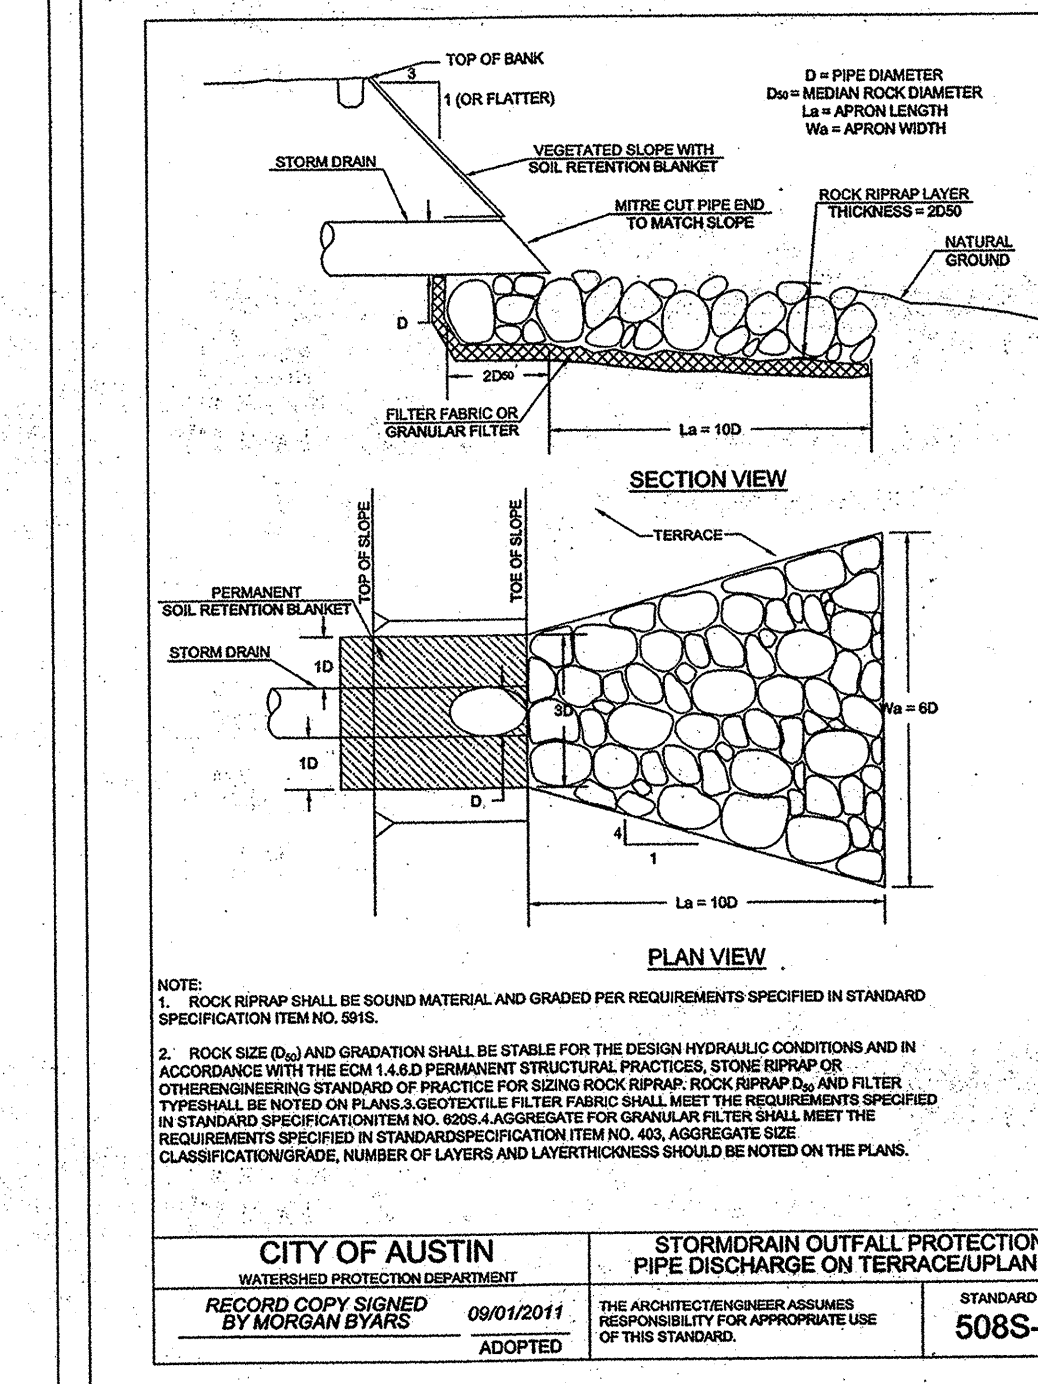 TOP OF BANK
3
1 (OR FLATTER)
D = PIPE DIAMETER
D50 = MEDIAN ROCK DIAMETER
La = APRON LENGTH
Wa = APRON WIDTH
STORM DRAIN
VEGETATED SLOPE WITH
SOIL RETENTION BLANKET
MITRE CUT PIPE END
TO MATCH SLOPE
ROCK RIPRAP LAYER
THICKNESS = 2D50
NATURAL
GROUND
D
2D50
FILTER FABRIC OR
GRANULAR FILTER
La = 10D
SECTION VIEW
TOP OF SLOPE
TOE OF SLOPE
TERRACE
PERMANENT
SOIL RETENTION BLANKET
STORM DRAIN
1D
3D
Wa = 6D
1D
D
4
1
La = 10D
PLAN VIEW
NOTE:
1. ROCK RIPRAP SHALL BE SOUND MATERIAL AND GRADED PER REQUIREMENTS SPECIFIED IN STANDARD
SPECIFICATION ITEM NO. 591S.
2. ROCK SIZE (D50) AND GRADATION SHALL BE STABLE FOR THE DESIGN HYDRAULIC CONDITIONS AND IN
ACCORDANCE WITH THE ECM 1.4.6.D PERMANENT STRUCTURAL PRACTICES, STONE RIPRAP OR
OTHERENGINEERING STANDARD OF PRACTICE FOR SIZING ROCK RIPRAP. ROCK RIPRAP D50 AND FILTER
TYPESHALL BE NOTED ON PLANS.3.GEOTEXTILE FILTER FABRIC SHALL MEET THE REQUIREMENTS SPECIFIED
IN STANDARD SPECIFICATIONITEM NO. 620S.4.AGGREGATE FOR GRANULAR FILTER SHALL MEET THE
REQUIREMENTS SPECIFIED IN STANDARDSPECIFICATION ITEM NO. 403, AGGREGATE SIZE
CLASSIFICATION/GRADE, NUMBER OF LAYERS AND LAYERTHICKNESS SHOULD BE NOTED ON THE PLANS.
CITY OF AUSTIN
WATERSHED PROTECTION DEPARTMENT
STORMDRAIN OUTFALL PROTECTION
PIPE DISCHARGE ON TERRACE/UPLAN
RECORD COPY SIGNED
BY MORGAN BYARS
09/01/2011
ADOPTED
THE ARCHITECT/ENGINEER ASSUMES
RESPONSIBILITY FOR APPROPRIATE USE
OF THIS STANDARD.
STANDARD
508S-